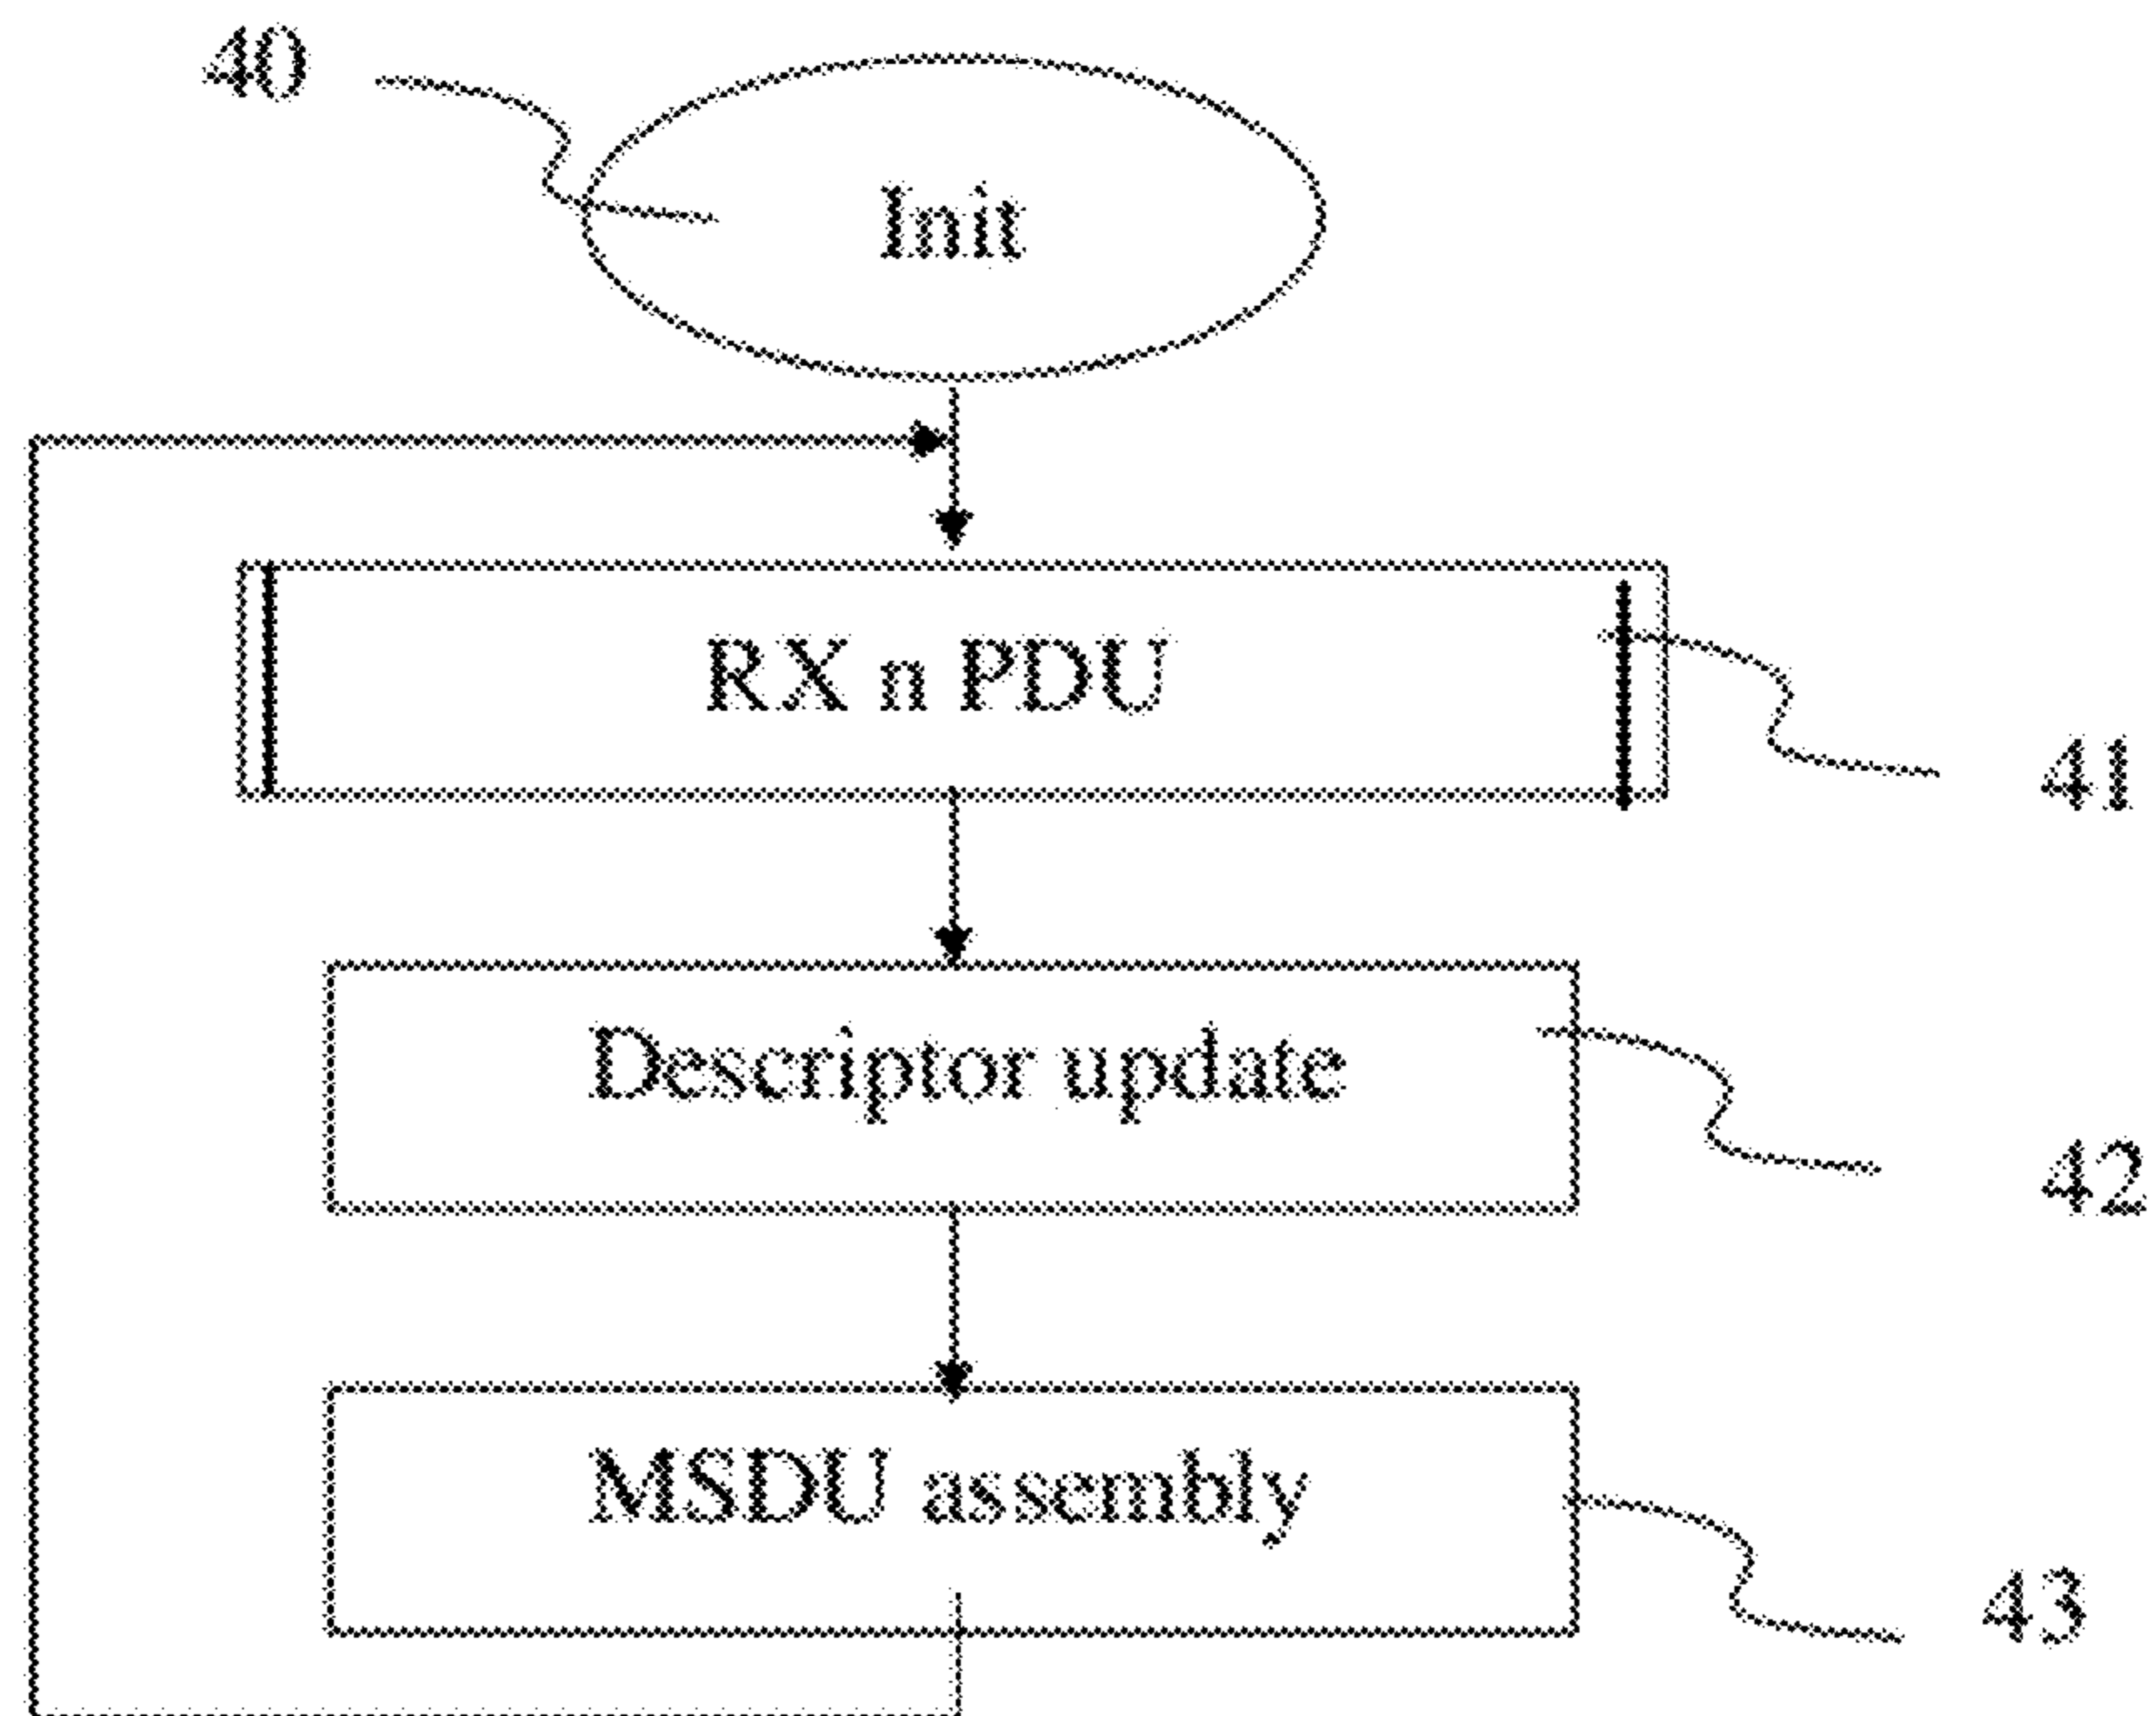 40
Init
RX n PDU
41
Descriptor update
42
MSDU assembly
43